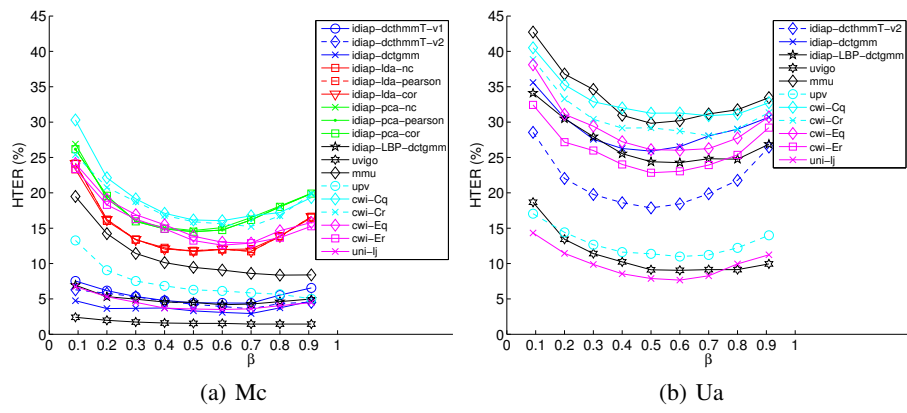 45
40
35
30
25
20
15
10
5
0
HTER (%)
0 0.1 0.2 0.3 0.4 0.5 0.6 0.7 0.8 0.9 1
β
idiap-dcthmmT-v1
idiap-dcthmmT-v2
idiap-dctgmm
idiap-lda-nc
idiap-lda-pearson
idiap-lda-cor
idiap-pca-nc
idiap-pca-pearson
idiap-pca-cor
idiap-LBP-dctgmm
uvigo
mmu
upv
cwi-Cq
cwi-Cr
cwi-Eq
cwi-Er
uni-lj
(a) Mc
45
40
35
30
25
20
15
10
5
0
HTER (%)
0 0.1 0.2 0.3 0.4 0.5 0.6 0.7 0.8 0.9 1
β
idiap-dcthmmT-v2
idiap-dctgmm
idiap-LBP-dctgmm
uvigo
mmu
upv
cwi-Cq
cwi-Cr
cwi-Eq
cwi-Er
uni-lj
(b) Ua